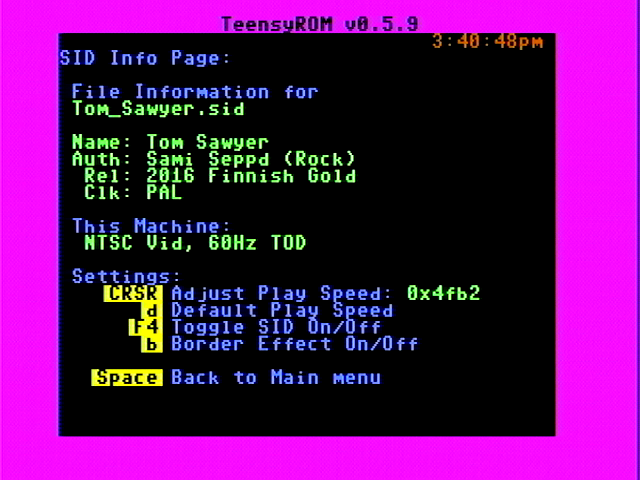 TeensyROM v0.5.9
3:40:48pm
SID Info Page:
File Information for
Tom_Sawyer.sid
Name: Tom Sawyer
Auth: Sami Seppd (Rock)
Rel: 2016 Finnish Gold
Clk: PAL
This Machine:
NTSC Vid, 60Hz TOD
Settings:
CRSR Adjust Play Speed: 0x4fb2
d Default Play Speed
F4 Toggle SID On/Off
b Border Effect On/Off
Space Back to Main menu